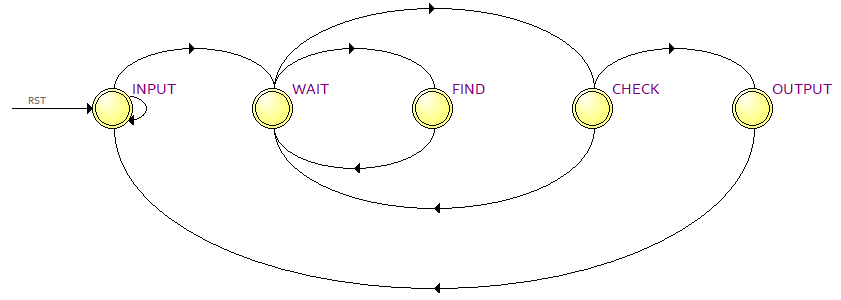 RST
INPUT
WAIT
FIND
CHECK
OUTPUT